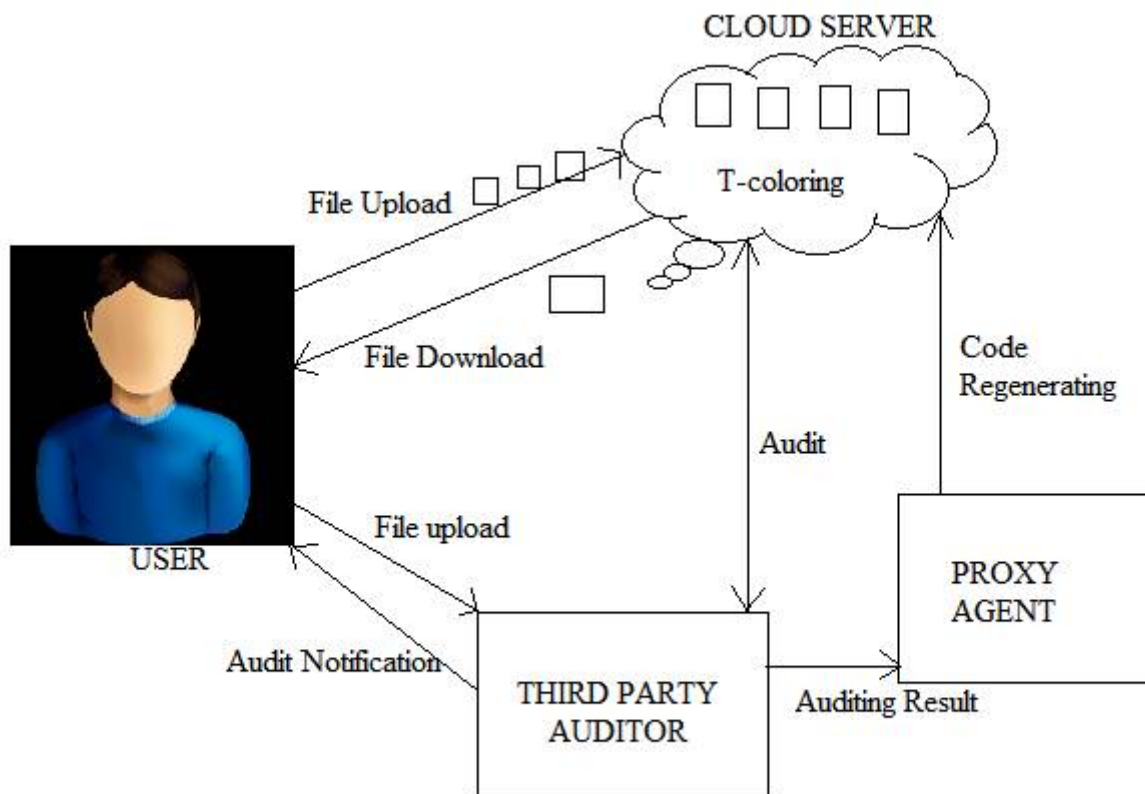 CLOUD SERVER
T-coloring
File Upload
File Download
Code
Regenerating
Audit
File upload
USER
PROXY
AGENT
Audit Notification
THIRD PARTY
AUDITOR
Auditing Result